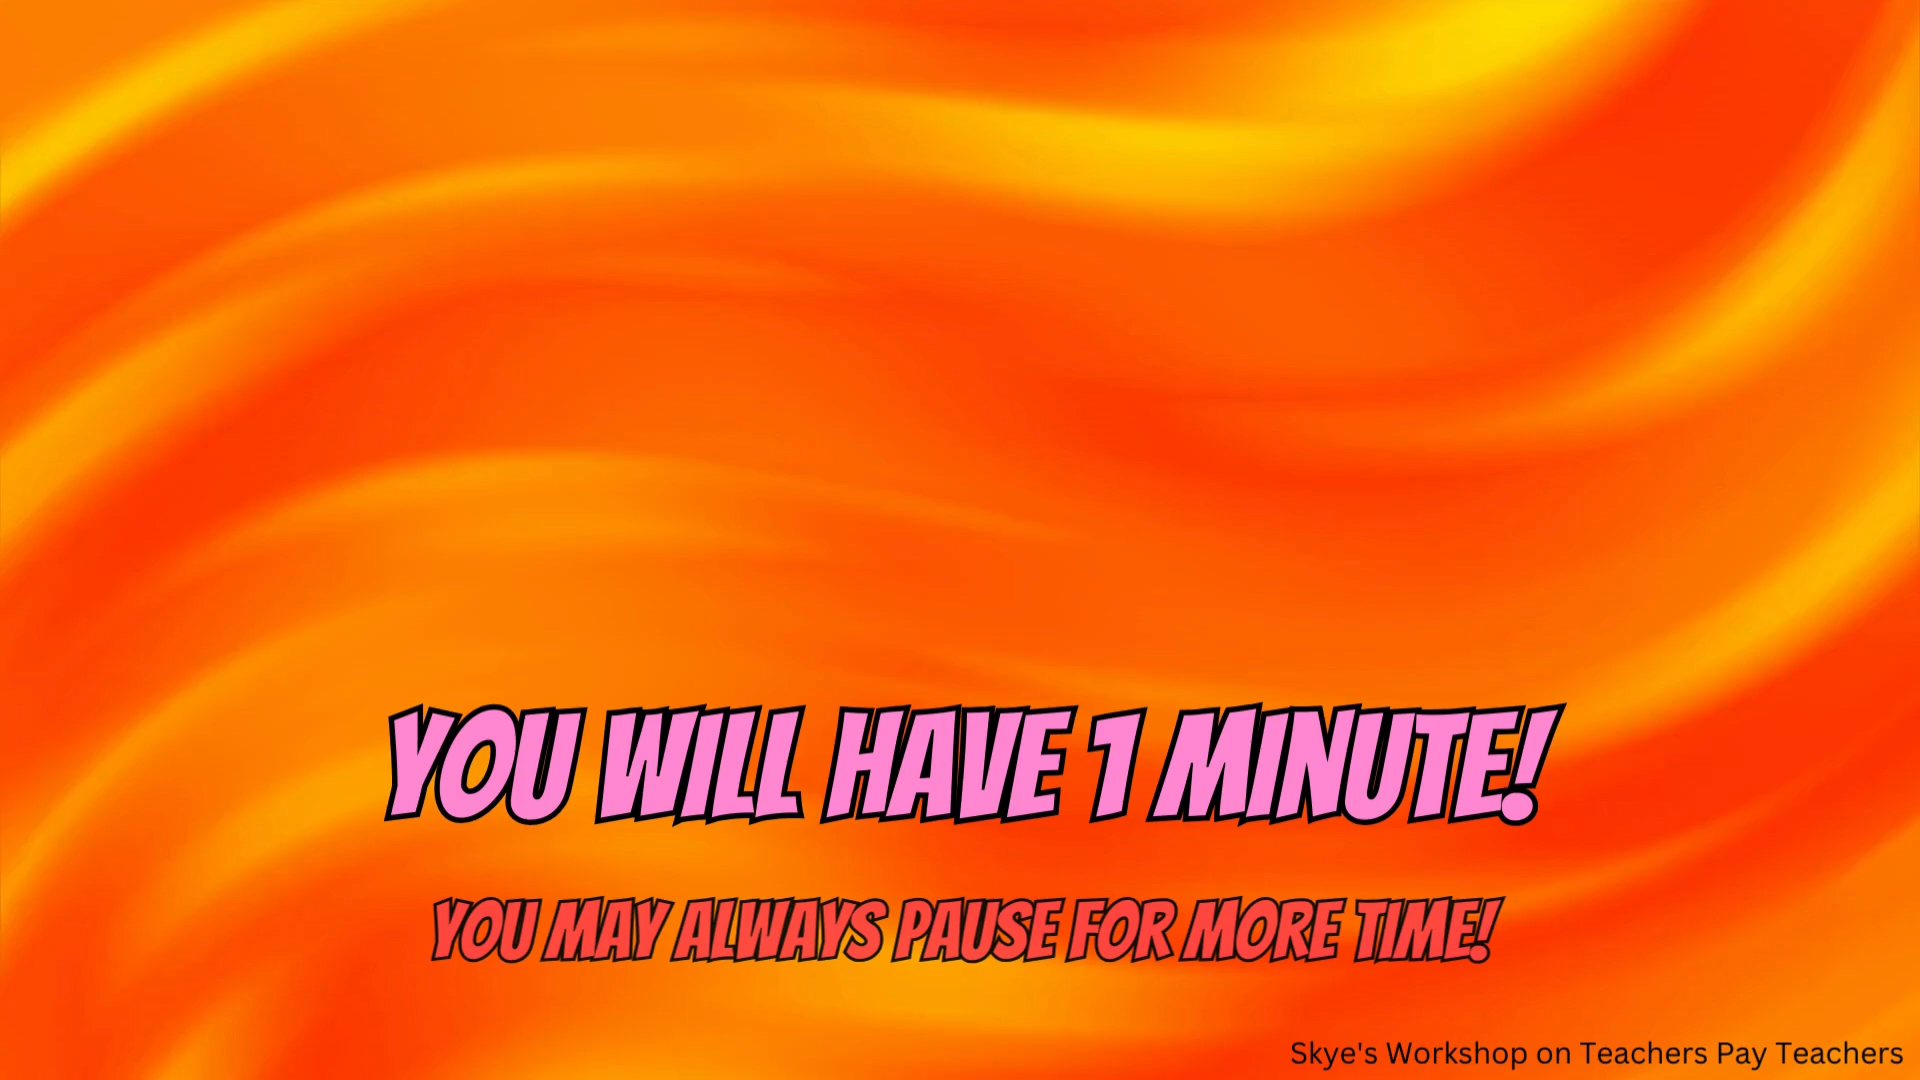 YOU WILL HAVE 1 MINUTE!
YOU MAY ALWAYS PAUSE FOR MORE TIME!
Skye's Workshop on Teachers Pay Teachers